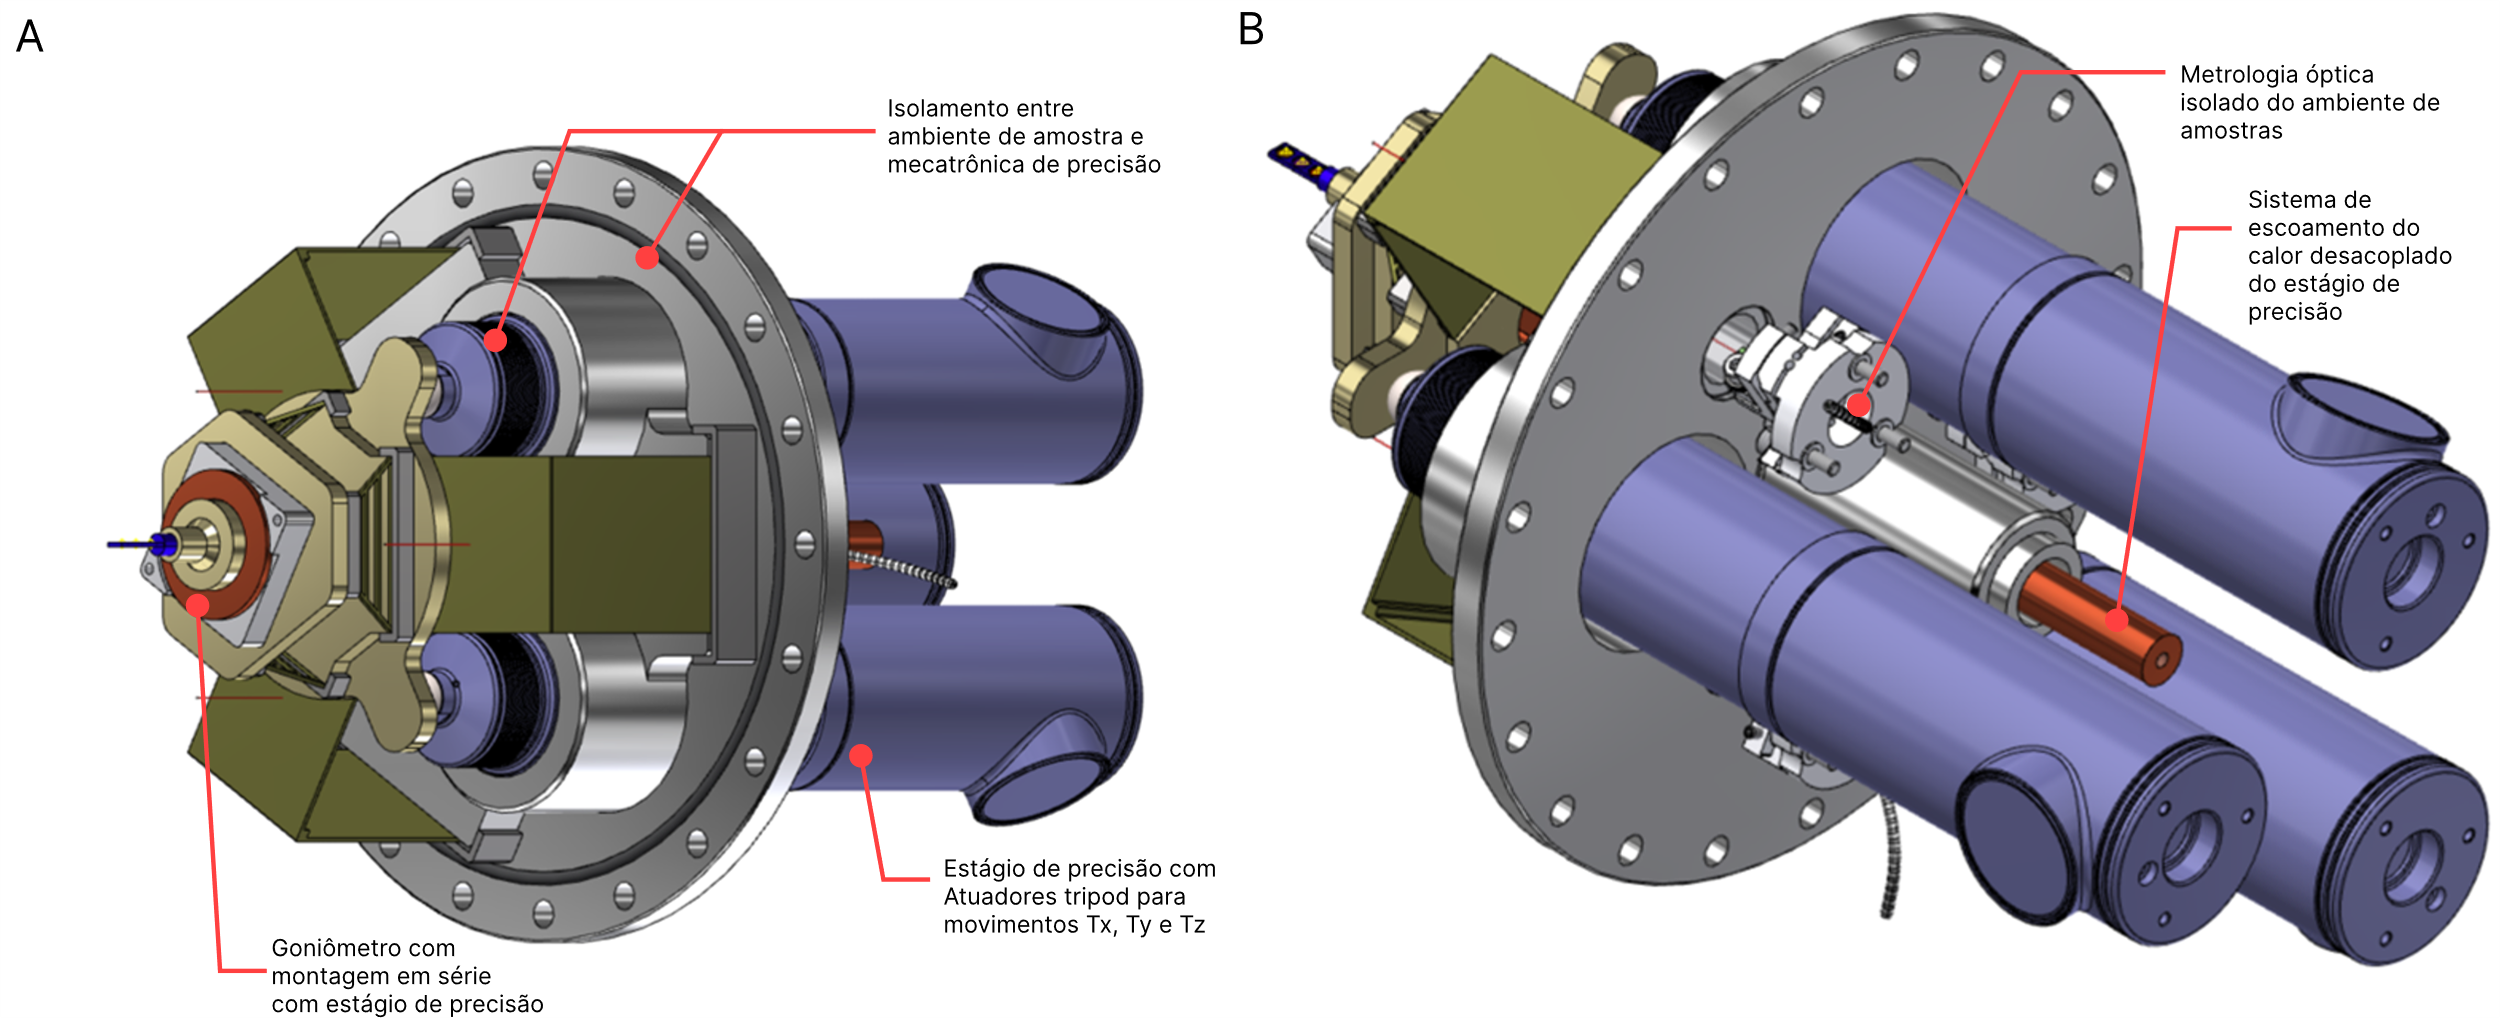 A
Isolamento entre
ambiente de amostra e
mecatrônica de precisão
Estágio de precisão com
Atuadores tripod para
movimentos Tx, Ty e Tz
Goniômetro com
montagem em série
com estágio de precisão
B
Metrologia óptica
isolado do ambiente de
amostras
Sistema de
escoamento do
calor desacoplado
do estágio de
precisão